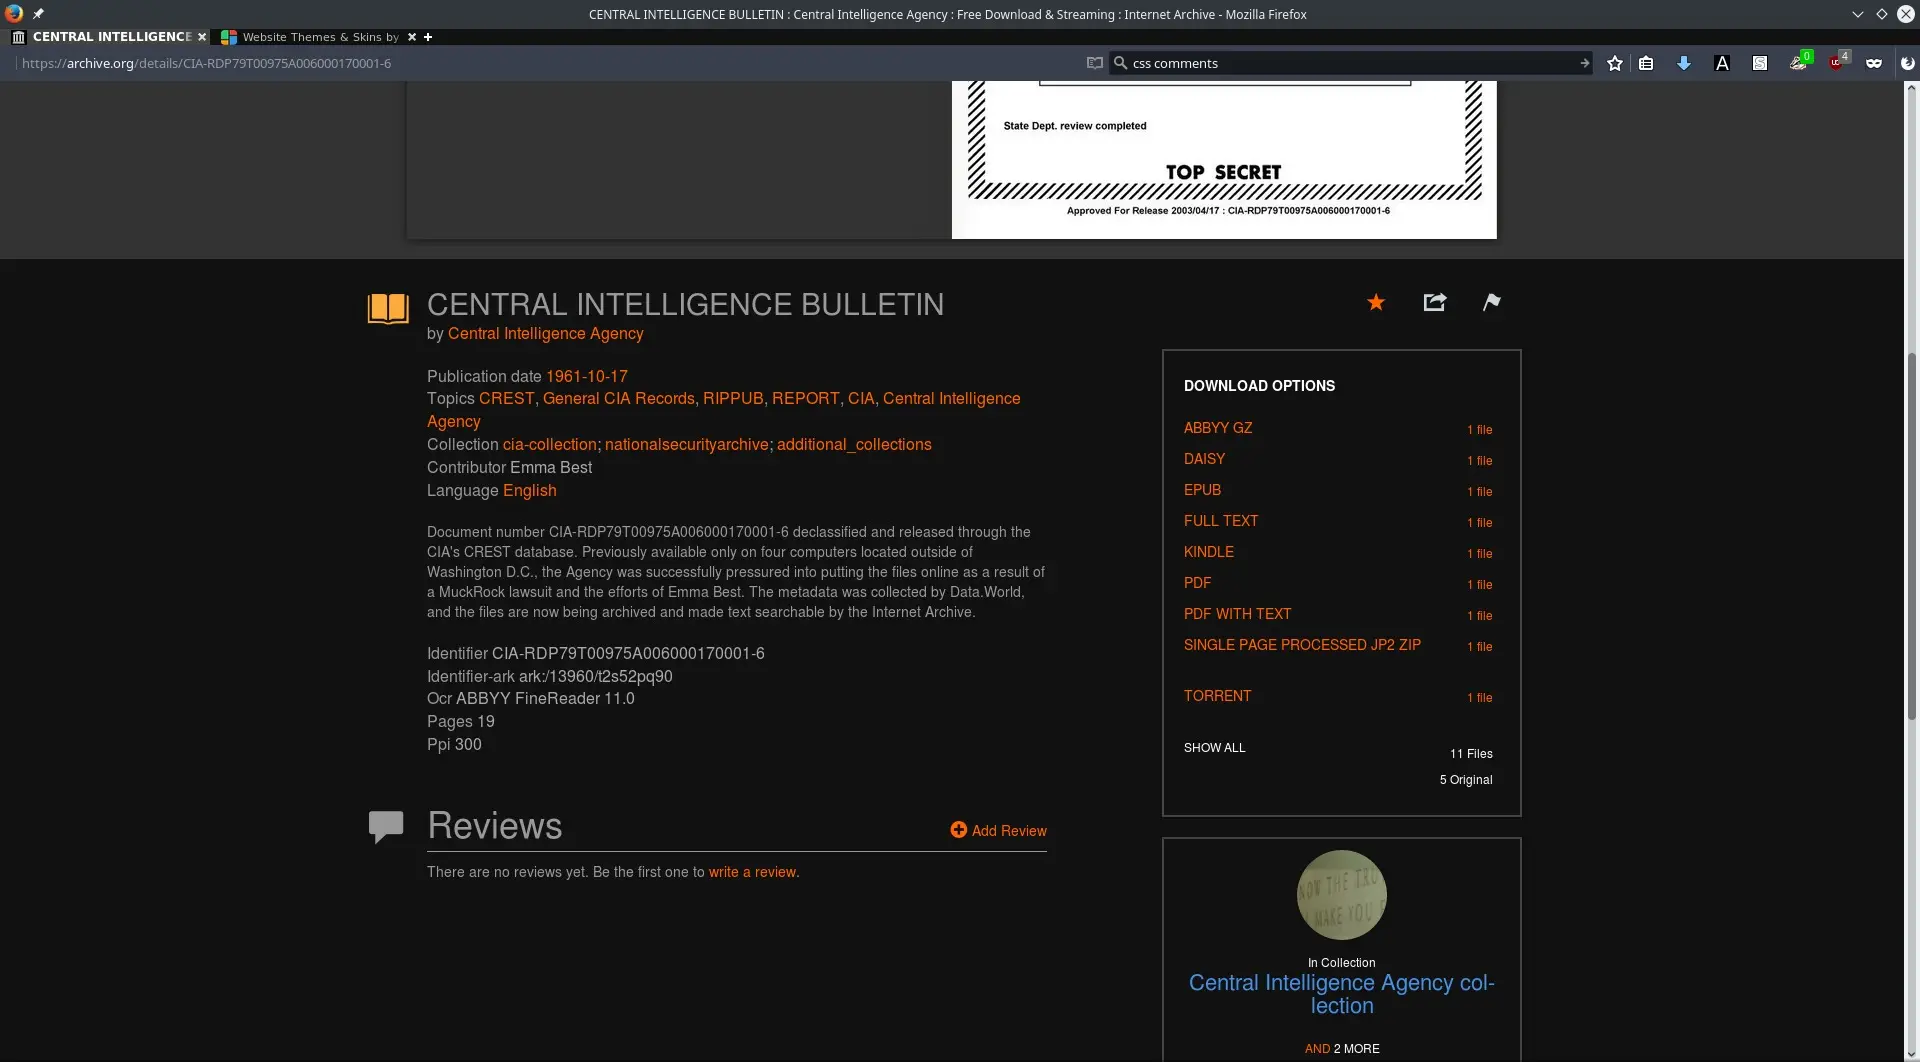 CENTRAL INTELLIGENCE BULLETIN : Central Intelligence Agency : Free Download & Streaming : Internet Archive - Mozilla Firefox
CENTRAL INTELLIGENCE
Website Themes & Skins by
https://archive.org/details/CIA-RDP79T00975A006000170001-6
css comments
A
S
0
4
State Dept. review completed
TOP SECRET
Approved For Release 2003/04/17 : CIA-RDP79T00975A006000170001-6
CENTRAL INTELLIGENCE BULLETIN
by Central Intelligence Agency
Publication date 1961-10-17
Topics CREST, General CIA Records, RIPPUB, REPORT, CIA, Central Intelligence
Agency
Collection cia-collection; nationalsecurityarchive; additional_collections
Contributor Emma Best
Language English
Document number CIA-RDP79T00975A006000170001-6 declassified and released through the
CIA's CREST database. Previously available only on four computers located outside of
Washington D.C., the Agency was successfully pressured into putting the files online as a result of
a MuckRock lawsuit and the efforts of Emma Best. The metadata was collected by Data.World,
and the files are now being archived and made text searchable by the Internet Archive.
Identifier CIA-RDP79T00975A006000170001-6
Identifier-ark ark:/13960/t2s52pq90
Ocr ABBYY FineReader 11.0
Pages 19
Ppi 300
Reviews
Add Review
There are no reviews yet. Be the first one to write a review.
DOWNLOAD OPTIONS
ABBYY GZ 1 file
DAISY 1 file
EPUB 1 file
FULL TEXT 1 file
KINDLE 1 file
PDF 1 file
PDF WITH TEXT 1 file
SINGLE PAGE PROCESSED JP2 ZIP 1 file
TORRENT 1 file
SHOW ALL 11 Files
5 Original
NOW THE TRU
MAKE YOU F
In Collection
Central Intelligence Agency col-
lection
AND 2 MORE